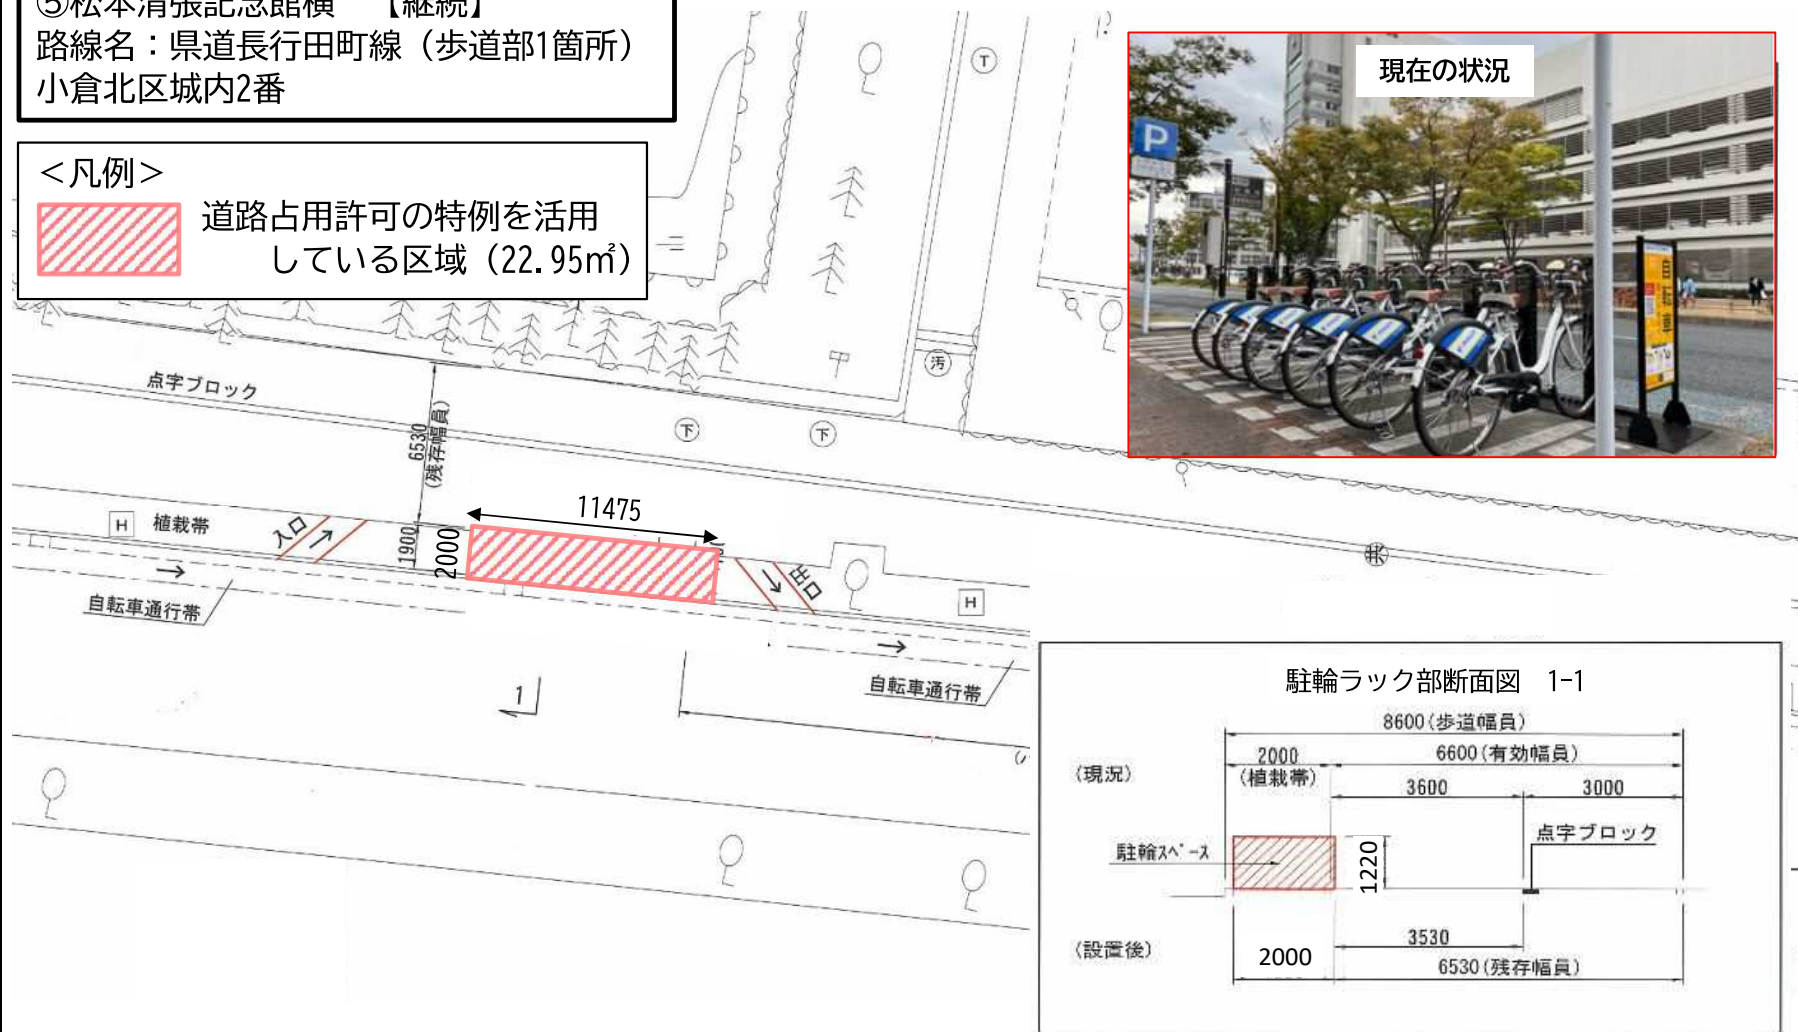 ⑤松本清張記念館横　【継続】
路線名：県道長行田町線（歩道部1箇所）
小倉北区城内2番
＜凡例＞
道路占用許可の特例を活用
している区域（22.95㎡）
現在の状況
P
T
汚
点字ブロック
6530
(残存幅員)
下
下
11475
H
植栽帯
入口
1900
2000
出口
H
自転車通行帯
自転車通行帯
1
駐輪ラック部断面図　1-1
8600(歩道幅員)
(現況)
2000
(植栽帯)
6600(有効幅員)
3600
3000
点字ブロック
駐輪スペース
1220
(設置後)
3530
2000
6530(残存幅員)